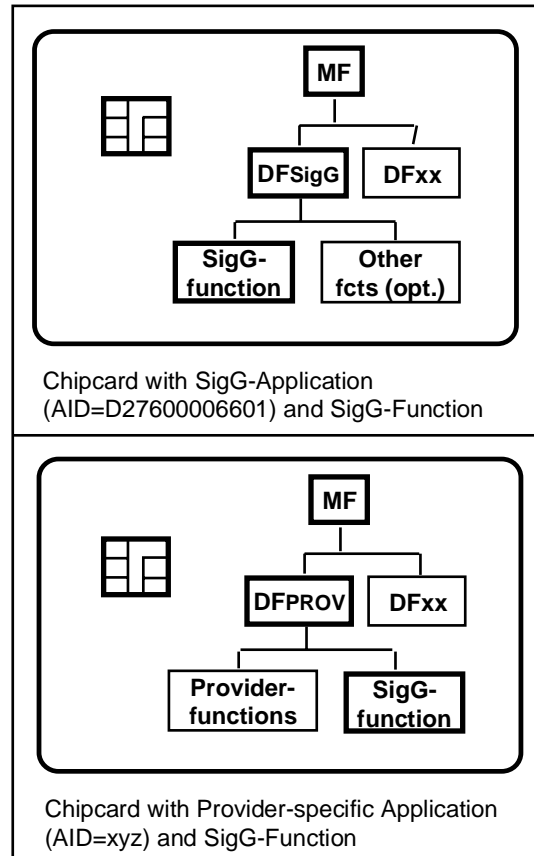 MF
DFSigG DFxx
SigG-
function
Other
fcts (opt.)
Chipcard with SigG-Application
(AID=D27600006601) and SigG-Function
MF
DFPROV DFxx
Provider-
functions
SigG-
function
Chipcard with Provider-specific Application
(AID=xyz) and SigG-Function